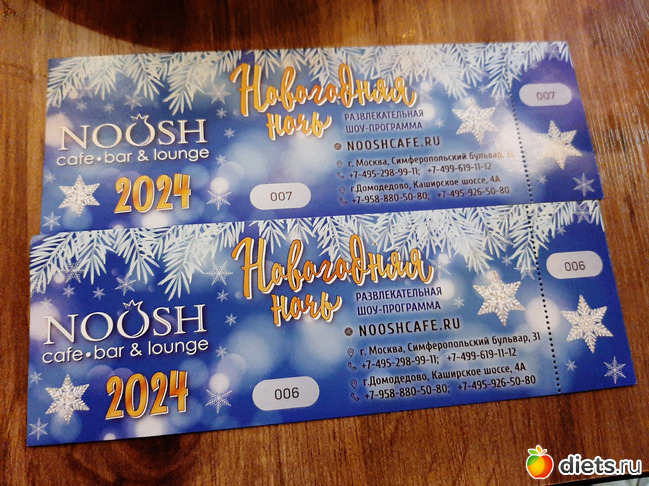 NOOSH
cafe•bar & lounge
2024
007
Новогодняя
ночь
РАЗВЛЕКАТЕЛЬНАЯ
ШОУ-ПРОГРАММА
NOOSHCAFE.RU
г. Москва, Симферопольский бульвар, 31
+7-495-298-99-11; +7-499-619-11-12
г.Домодедово, Каширское шоссе, 4А
+7-958-880-50-80; +7-495-926-50-80
007
NOOSH
cafe•bar & lounge
2024
006
Новогодняя
ночь
РАЗВЛЕКАТЕЛЬНАЯ
ШОУ-ПРОГРАММА
NOOSHCAFE.RU
г. Москва, Симферопольский бульвар, 31
+7-495-298-99-11; +7-499-619-11-12
г.Домодедово, Каширское шоссе, 4А
+7-958-880-50-80; +7-495-926-50-80
006
diets.ru